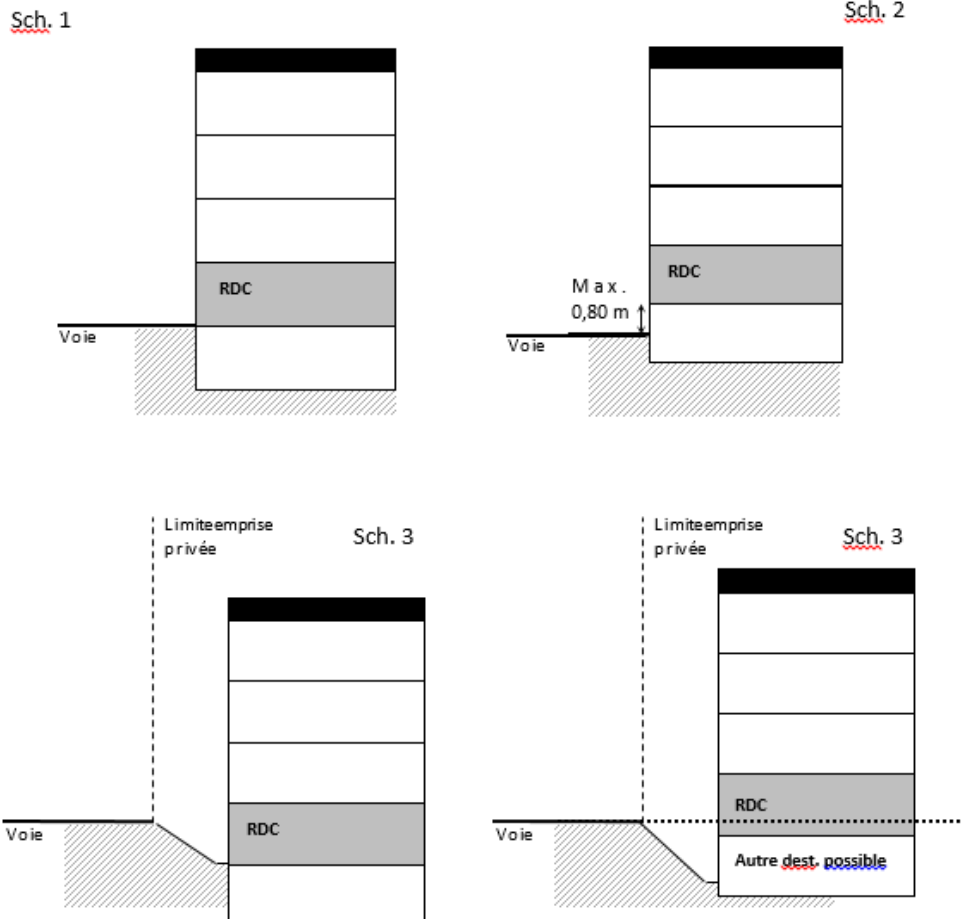 Sch. 1
Sch. 2
RDC
Voie
RDC
Max.
0,80 m
Voie
Limiteemprise
privée
Sch. 3
RDC
Voie
Limiteemprise
privée
Sch. 3
RDC
Voie
Autre dest. possible